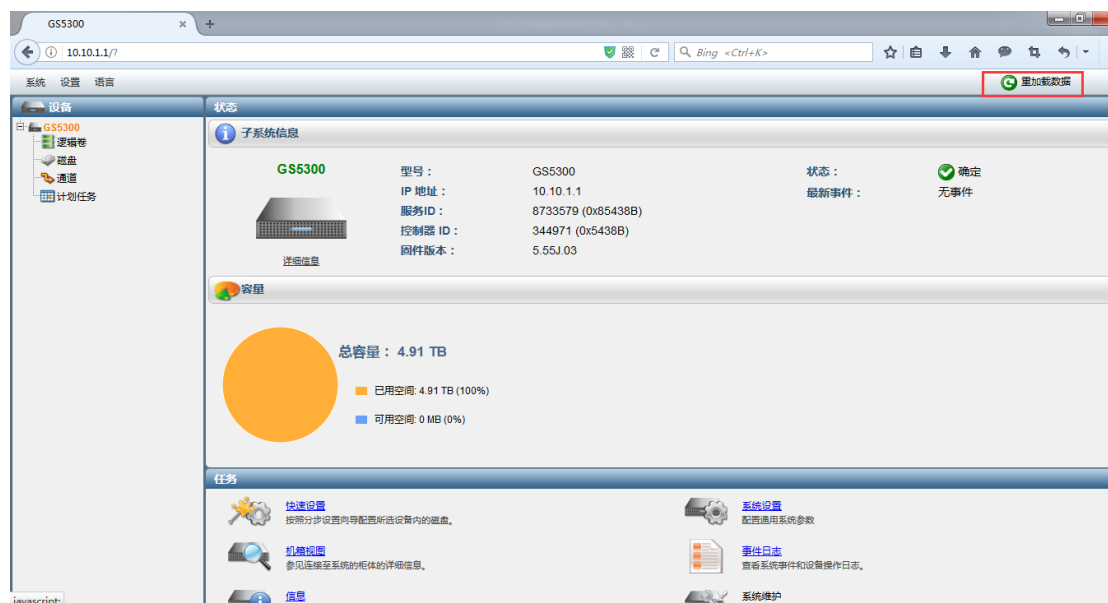 GS5300
10.10.1.1/?
Bing <Ctrl+K>
系统 设置 语言
重加载数据
设备
GS5300
逻辑卷
磁盘
通道
计划任务
状态
子系统信息
GS5300
详细信息
型号： GS5300
IP 地址： 10.10.1.1
服务ID： 8733579 (0x85438B)
控制器 ID： 344971 (0x5438B)
固件版本： 5.55J.03
状态： 确定
最新事件： 无事件
容量
总容量： 4.91 TB
已用空间: 4.91 TB (100%)
可用空间: 0 MB (0%)
任务
快速设置
按照分步设置向导配置所选设备内的磁盘。
系统设置
配置通用系统参数
机箱视图
参见连接至系统的柜体的详细信息。
事件日志
查看系统事件和设备操作日志。
信息
系统维护
javascript: